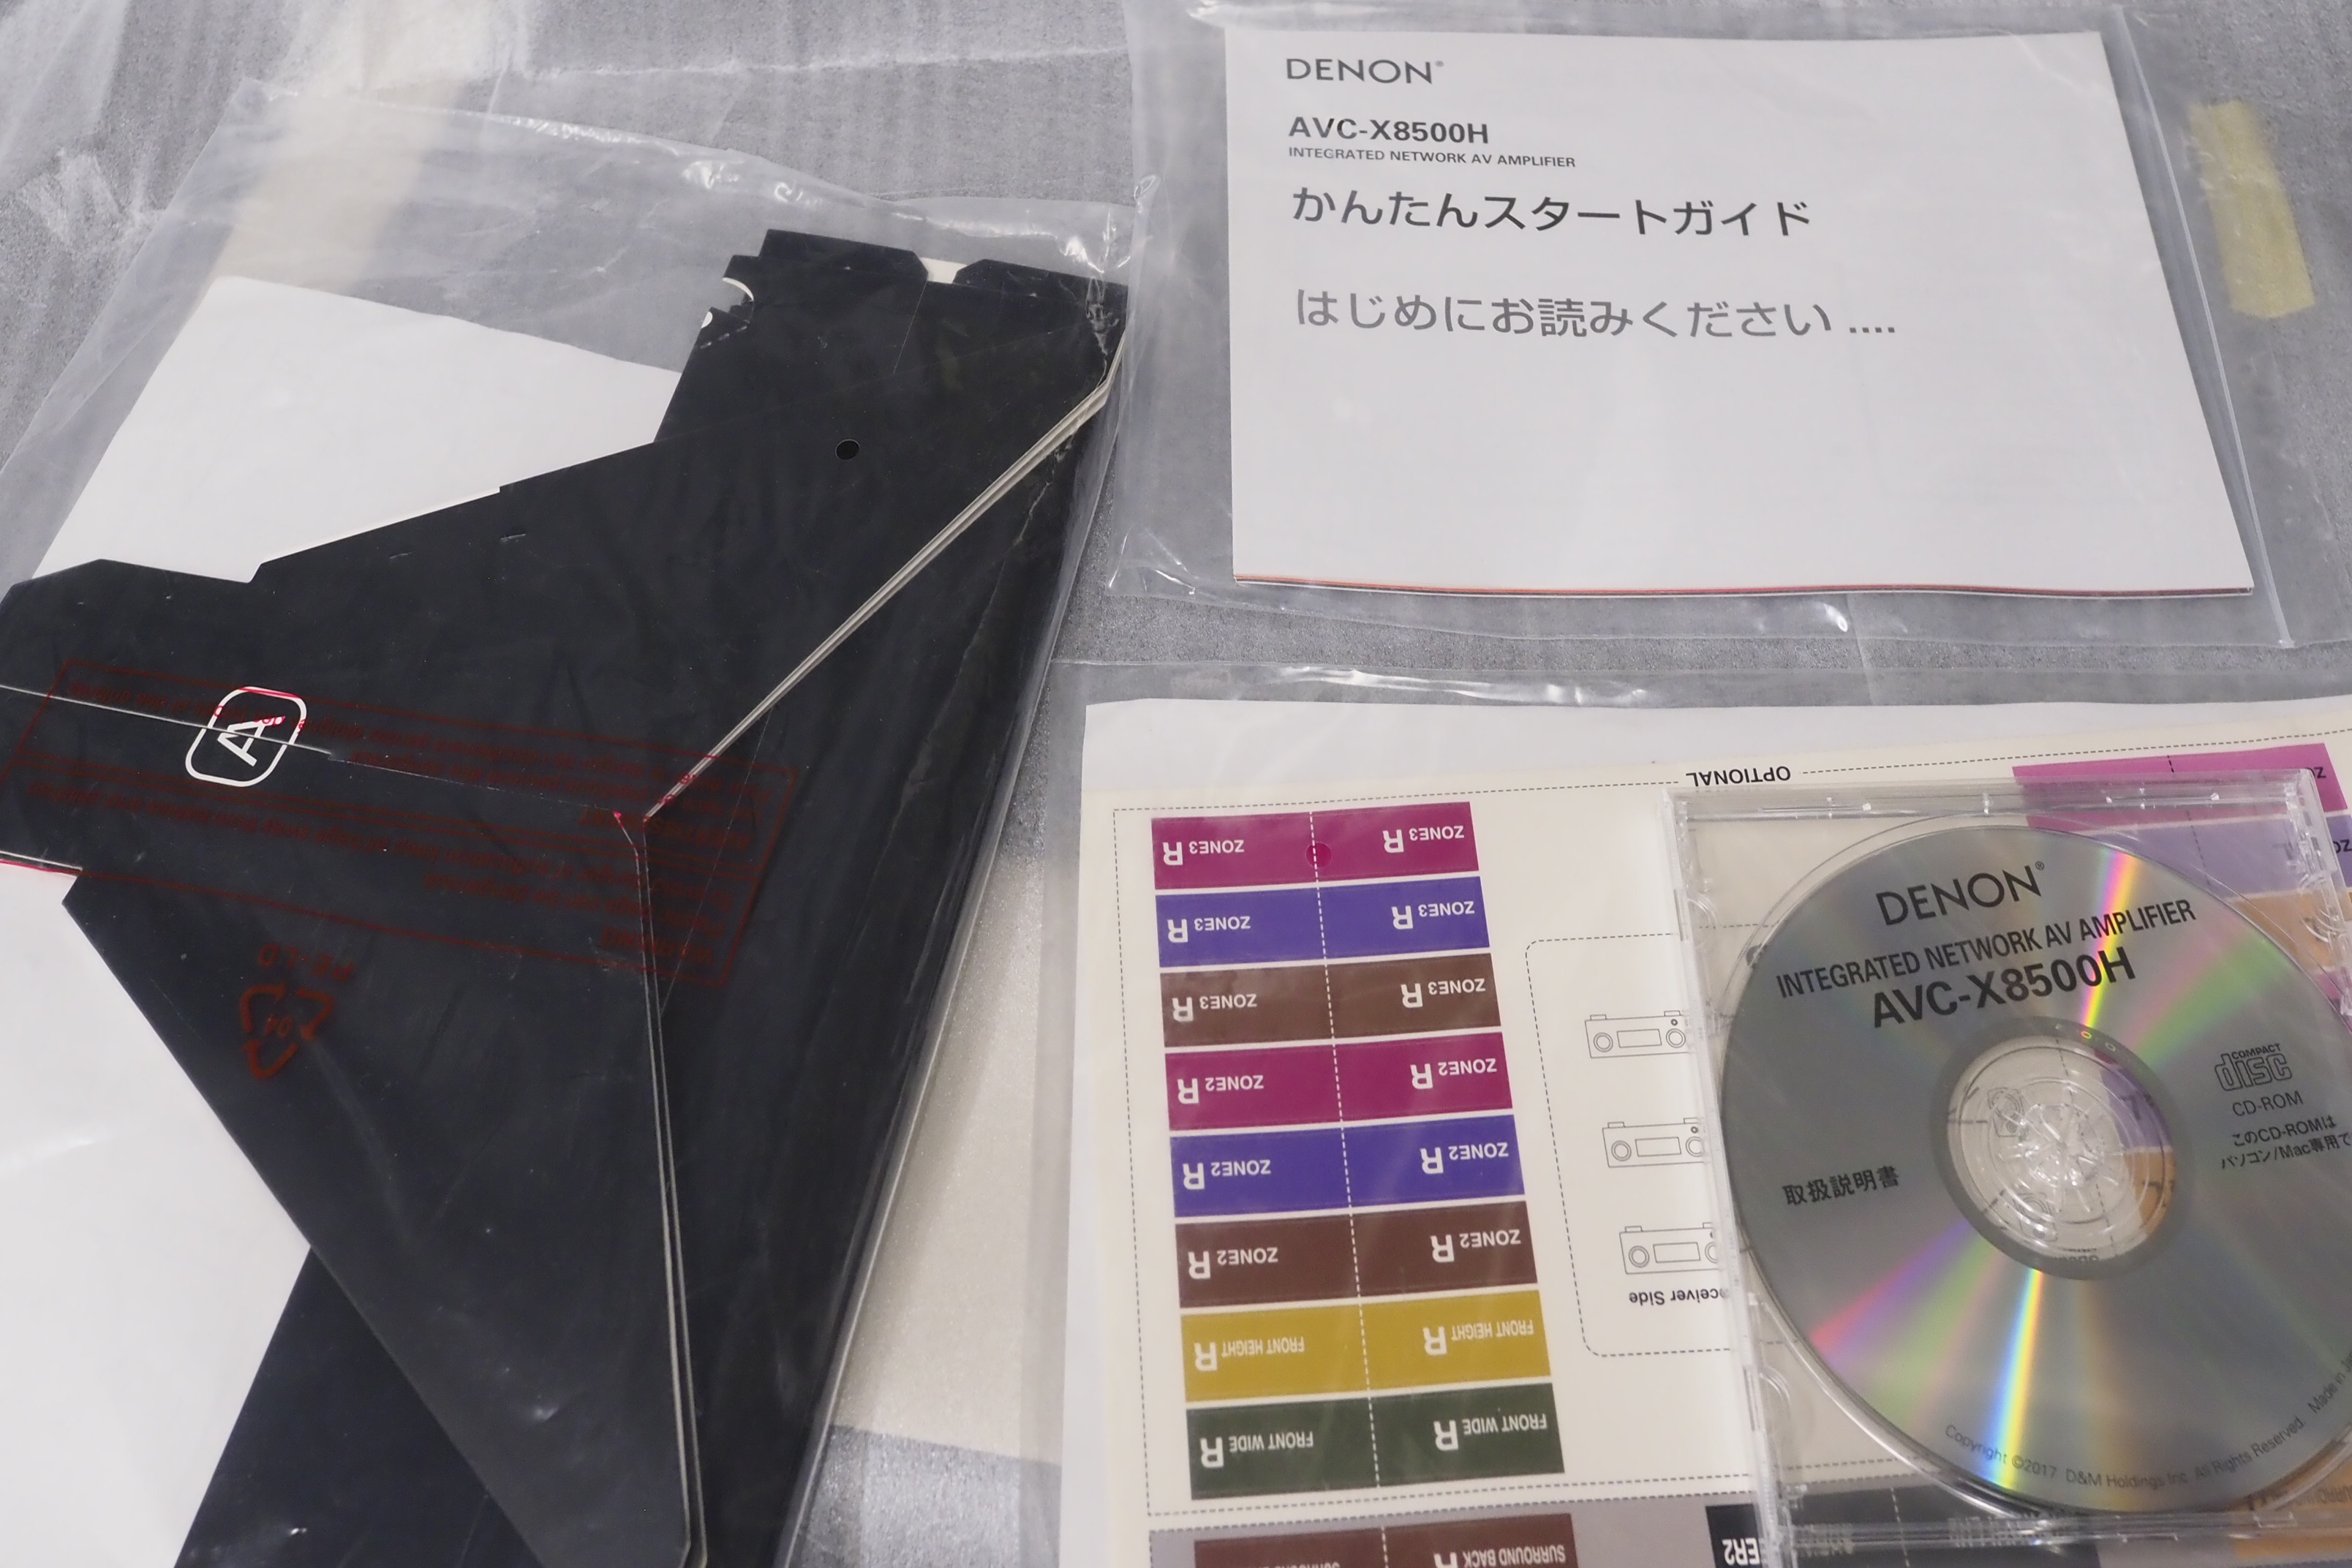 DENON®
AVC-X8500H
INTEGRATED NETWORK AV AMPLIFIER
かんたんスタートガイド
はじめにお読みください ....
A
PE-LD
04
OPTIONAL
ZONE3 R ZONE3 R
ZONE3 R ZONE3 R
ZONE3 R ZONE3 R
ZONE2 R ZONE2 R
ZONE2 R ZONE2 R
ZONE2 R ZONE2 R
FRONT HEIGHT R FRONT HEIGHT R
FRONT WIDE R FRONT WIDE R
SURROUND BACK
Side
DENON®
INTEGRATED NETWORK AV AMPLIFIER
AVC-X8500H
COMPACT
disc
CD-ROM
このCD-ROMは
パソコン/Mac専用で
取扱説明書
Copyright ©2017 D&M Holdings Inc. All Rights Reserved. Made in